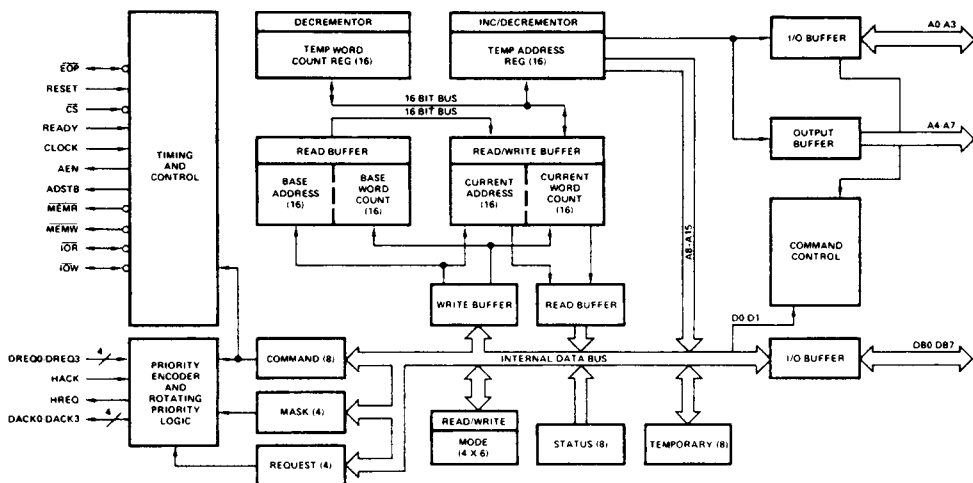 DECREMENTOR
TEMP WORD
COUNT REG (16)
INC/DECREMENTOR
TEMP ADDRESS
REG (16)
I/O BUFFER
A0 A3
16 BIT BUS
16 BIT BUS
OUTPUT
BUFFER
A4 A7
EOP
RESET
CS
READY
CLOCK
AEN
ADSTB
MEMR
MEMW
IOR
IOW
TIMING
AND
CONTROL
READ BUFFER
BASE
ADDRESS
(16)
BASE
WORD
COUNT
(16)
READ/WRITE BUFFER
CURRENT
ADDRESS
(16)
CURRENT
WORD
COUNT
(16)
A8-A15
COMMAND
CONTROL
WRITE BUFFER
READ BUFFER
D0 D1
DREQ0 DREQ3
4
HACK
HREQ
DACK0 DACK3
4
PRIORITY
ENCODER
AND
ROTATING
PRIORITY
LOGIC
COMMAND (8)
INTERNAL DATA BUS
I/O BUFFER
DB0 DB7
MASK (4)
REQUEST (4)
READ/WRITE
MODE
(4 X 6)
STATUS (8)
TEMPORARY (8)